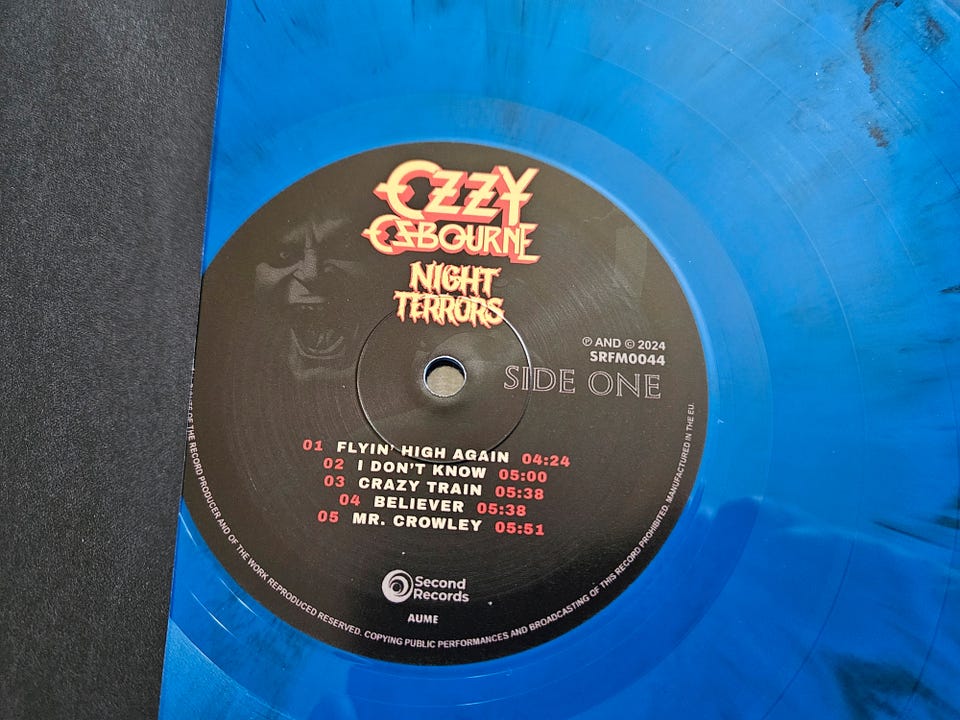 OZZY
OSBOURNE
NIGHT
TERRORS
℗ AND © 2024
SRFM0044
SIDE ONE
01 FLYIN' HIGH AGAIN 04:24
02 I DON'T KNOW 05:00
03 CRAZY TRAIN 05:38
04 BELIEVER 05:38
05 MR. CROWLEY 05:51
Second
Records
AUME
OF THE RECORD PRODUCER AND OF THE WORK REPRODUCED RESERVED. COPYING PUBLIC PERFORMANCES AND BROADCASTING OF THIS RECORD PROHIBITED. MANUFACTURED IN THE EU.